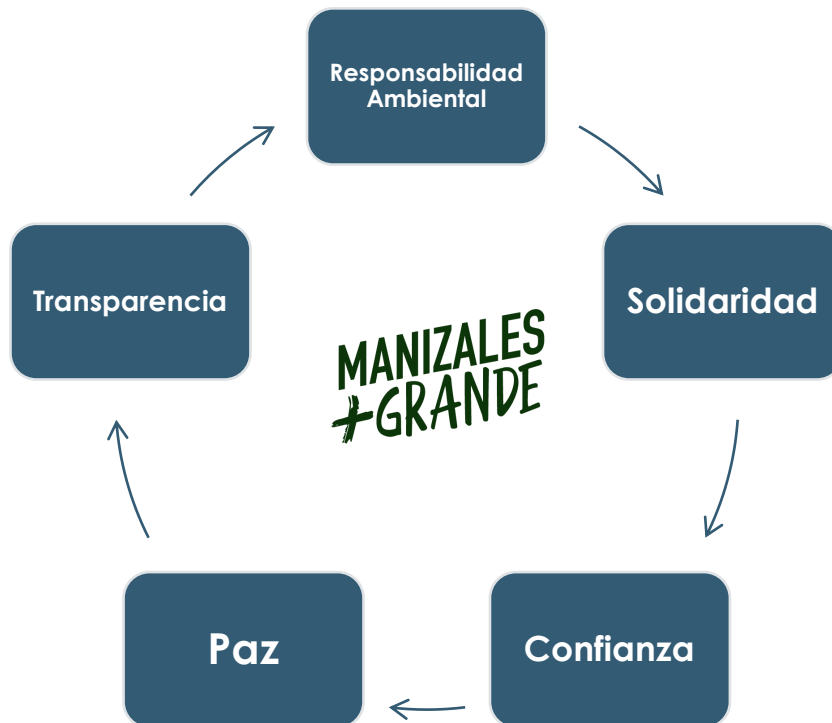 Responsabilidad
Ambiental
Transparencia
Solidaridad
MANIZALES
+GRANDE
Paz
Confianza